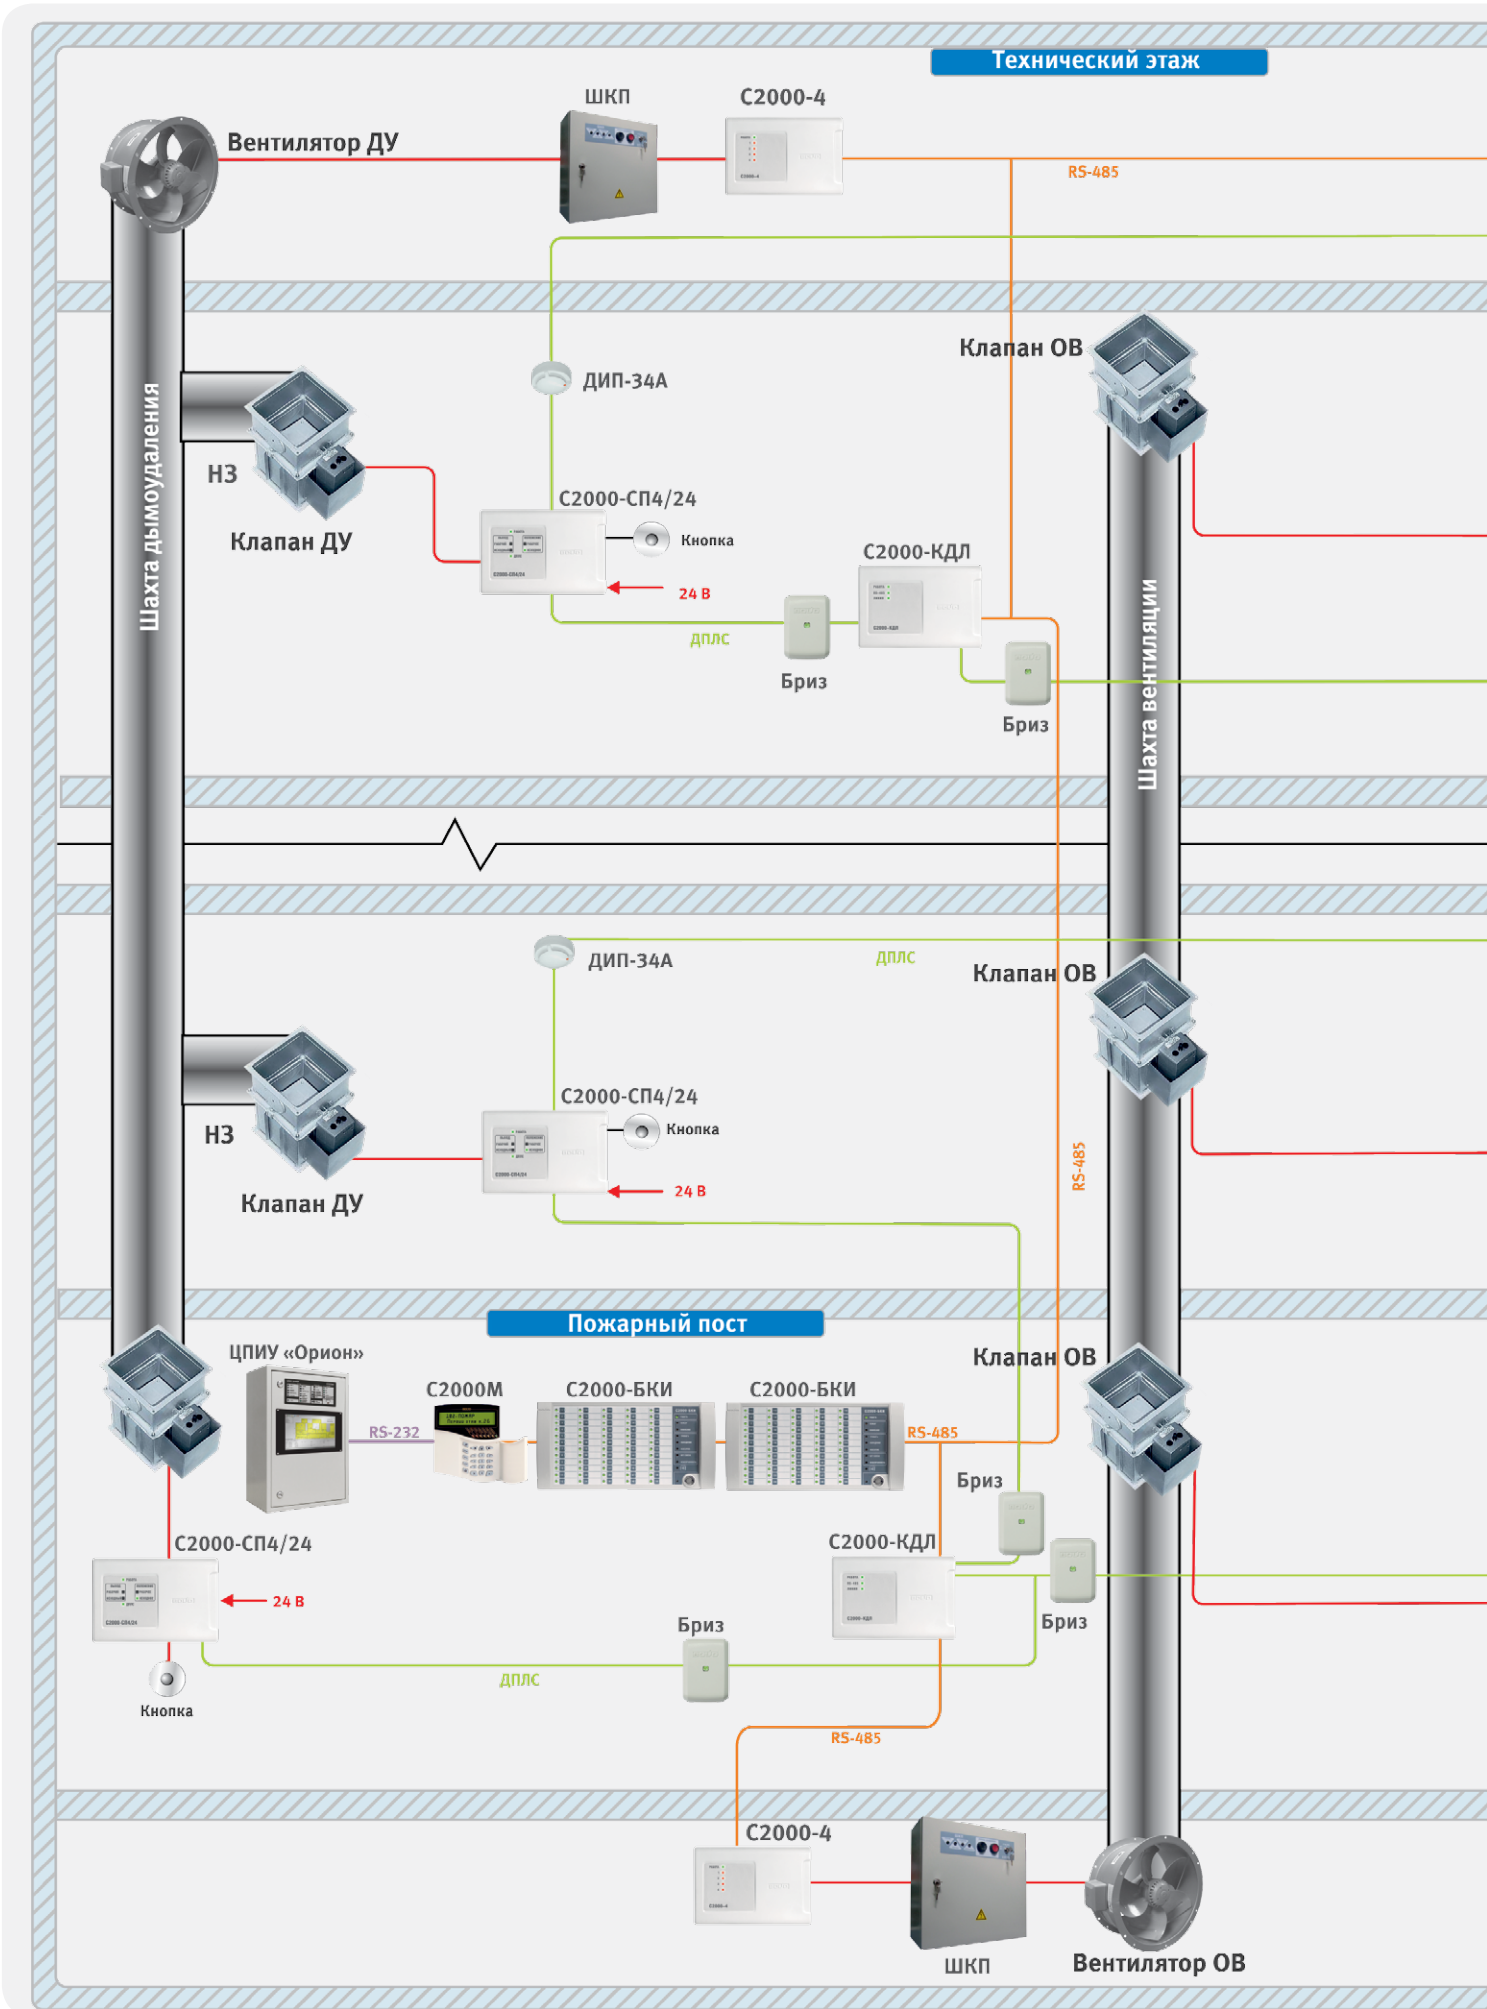 Технический этаж
ШКП
С2000-4
Вентилятор ДУ
RS-485
Клапан ОВ
ДИП-34А
Шахта дымоудаления
НЗ
С2000-СП4/24
Клапан ДУ
Кнопка
С2000-КДЛ
24 В
ДПЛС
Бриз
Бриз
Шахта вентиляции
ДИП-34А
ДПЛС
Клапан ОВ
С2000-СП4/24
НЗ
Кнопка
RS-485
24 В
Клапан ДУ
Пожарный пост
ЦПИУ «Орион»
Клапан ОВ
С2000М
С2000-БКИ
С2000-БКИ
RS-232
RS-485
Бриз
С2000-СП4/24
С2000-КДЛ
24 В
Бриз
Бриз
ДПЛС
Кнопка
RS-485
С2000-4
ШКП
Вентилятор ОВ